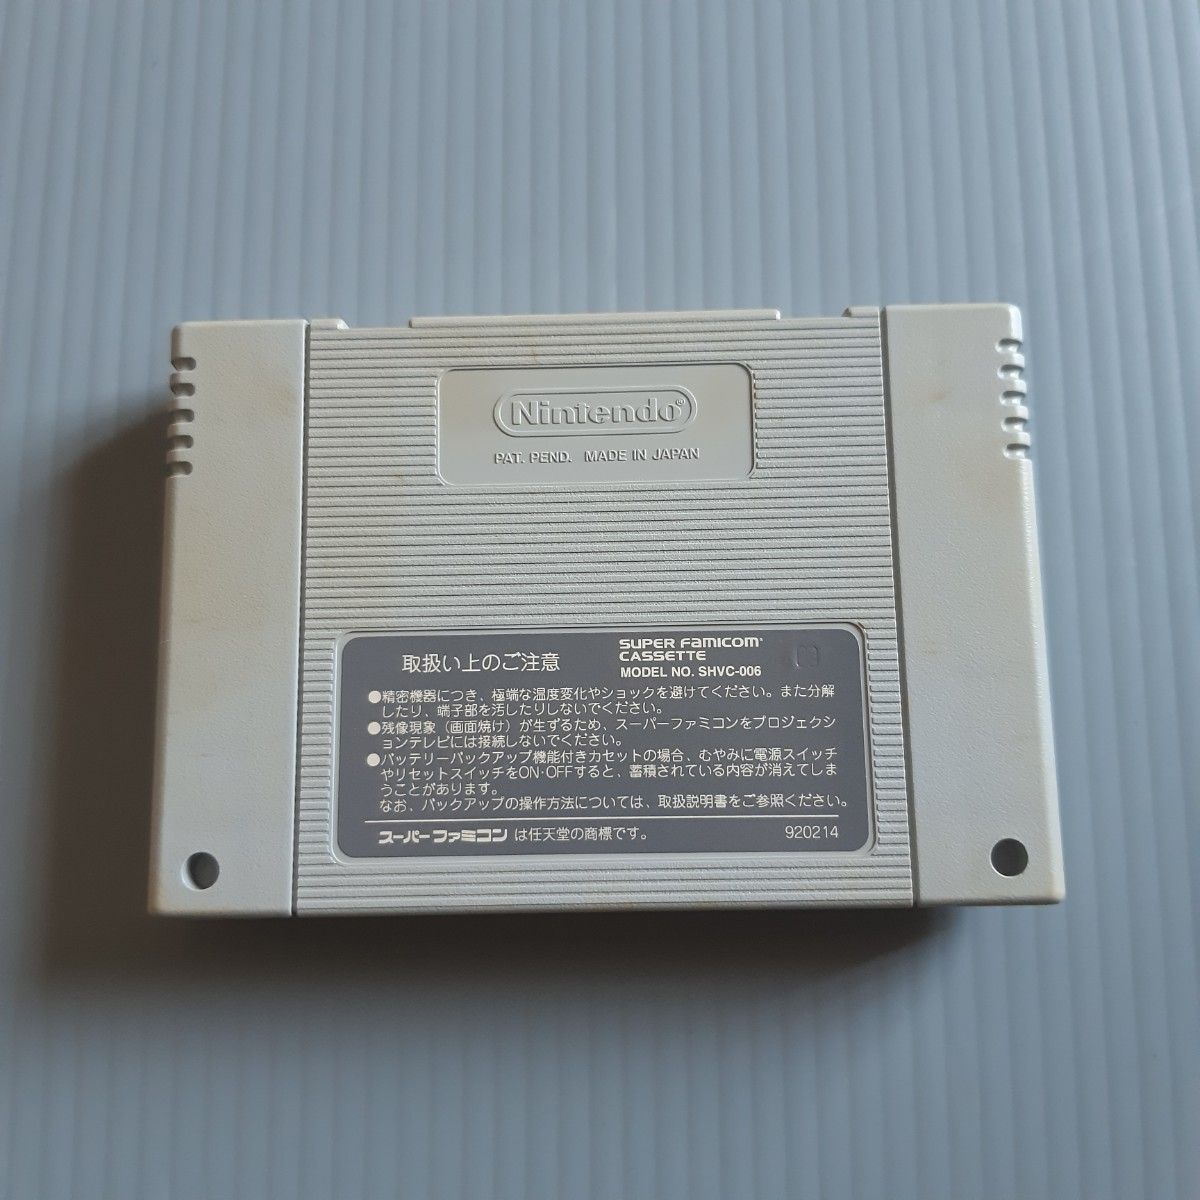 Nintendo®
PAT. PEND. MADE IN JAPAN
取扱い上のご注意
SUPER FAMICOM
CASSETTE
MODEL NO. SHVC-006
●精密機器につき、極端な温度変化やショックを避けてください。また分解
したり、端子部を汚したりしないでください。
●残像現象（画面焼け）が生ずるため、スーパーファミコンをプロジェクシ
ョンテレビには接続しないでください。
●バッテリーバックアップ機能付きカセットの場合、むやみに電源スイッチ
やリセットスイッチをON·OFFすると、蓄積されている内容が消えてしま
うことがあります。
なお、バックアップの操作方法については、取扱説明書をご参照ください。
スーパーファミコンは任天堂の商標です。
920214